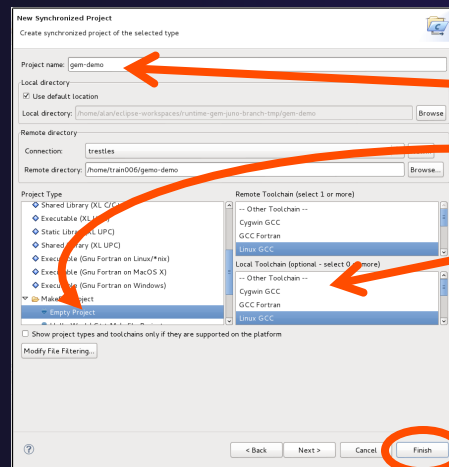 New Synchronized Project
Create synchronized project of the selected type
Project name: gem-demo
Local directory
Use default location
Local directory: /home/alan/eclipse-workspaces/runtime-gem-juno-branch-tmp/gem-demo Browse
Remote directory
Connection: trestles
Remote directory: /home/train006/gemo-demo Browse...
Project Type
Shared Library (XL C/C
Executable (XL UPC)
Static Library (XL UPC)
Shared Library (XL UPC)
Executable (Gnu Fortran on Linux/*nix)
Executable (Gnu Fortran on MacOS X)
Executable (Gnu Fortran on Windows)
Makefile Project
Empty Project
Remote Toolchain (select 1 or more)
-- Other Toolchain --
Cygwin GCC
GCC Fortran
Linux GCC
Local Toolchain (optional - select 0 or more)
-- Other Toolchain --
Cygwin GCC
GCC Fortran
Linux GCC
Show project types and toolchains only if they are supported on the platform
Modify File Filtering...
< Back Next > Cancel Finish